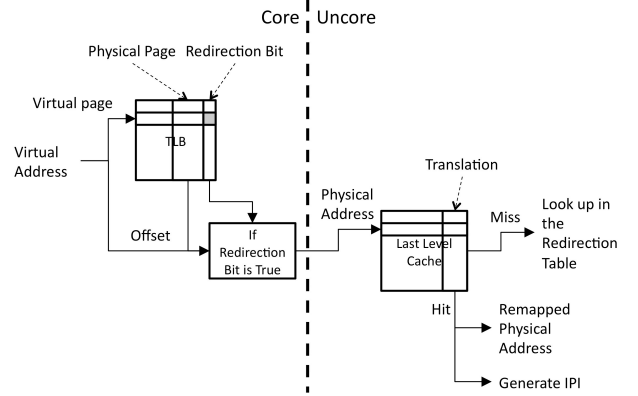 Core
Uncore
Physical Page
Redirection Bit
Virtual page
TLB
Virtual
Address
Offset
If
Redirection
Bit is True
Physical
Address
Translation
Last Level
Cache
Miss
Look up in
the
Redirection
Table
Hit
Remapped
Physical
Address
Generate IPI